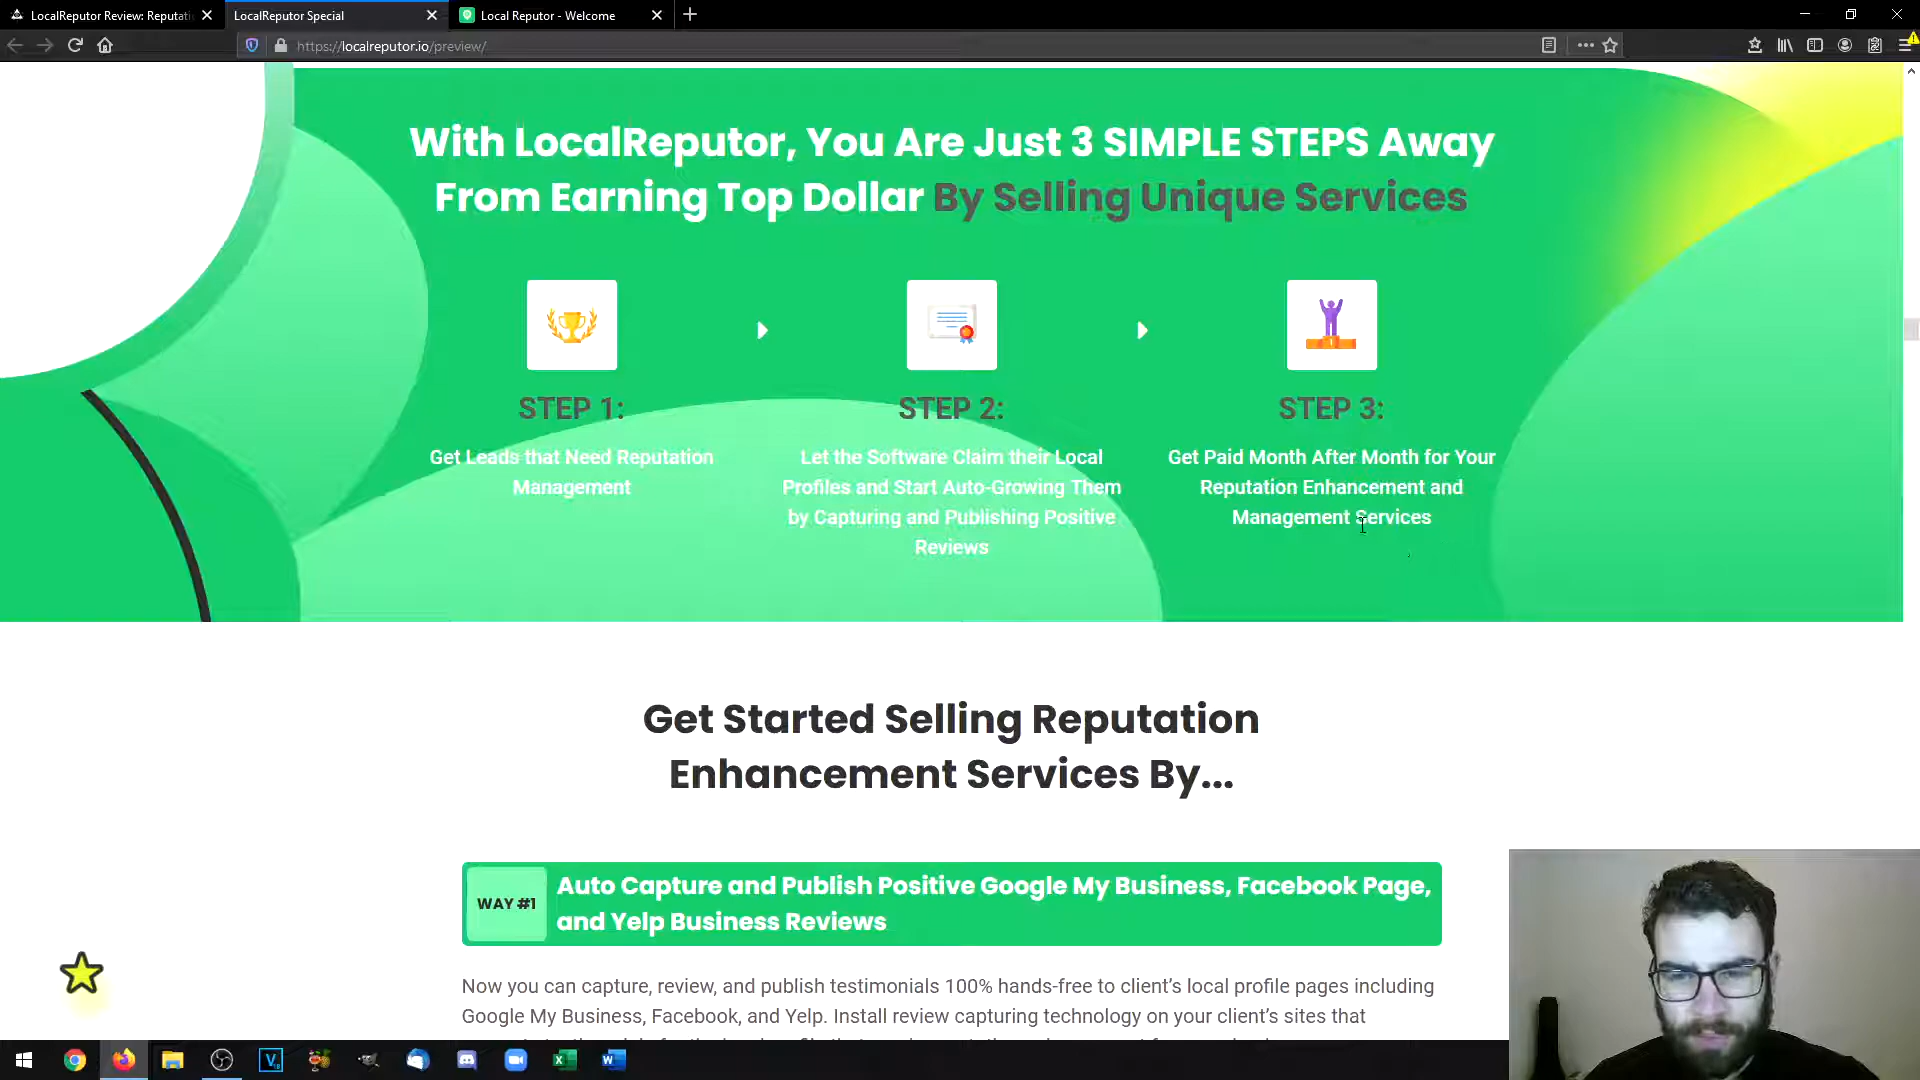 LocalReputor Review: Reputati
LocalReputor Special
Local Reputor - Welcome
https://localreputor.io/preview/
With LocalReputor, You Are Just 3 SIMPLE STEPS Away
From Earning Top Dollar By Selling Unique Services
STEP 1:
Get Leads that Need Reputation
Management
STEP 2:
Let the Software Claim their Local
Profiles and Start Auto-Growing Them
by Capturing and Publishing Positive
Reviews
STEP 3:
Get Paid Month After Month for Your
Reputation Enhancement and
Management Services
Get Started Selling Reputation
Enhancement Services By...
WAY #1
Auto Capture and Publish Positive Google My Business, Facebook Page,
and Yelp Business Reviews
Now you can capture, review, and publish testimonials 100% hands-free to client's local profile pages including
Google My Business, Facebook, and Yelp. Install review capturing technology on your client's sites that